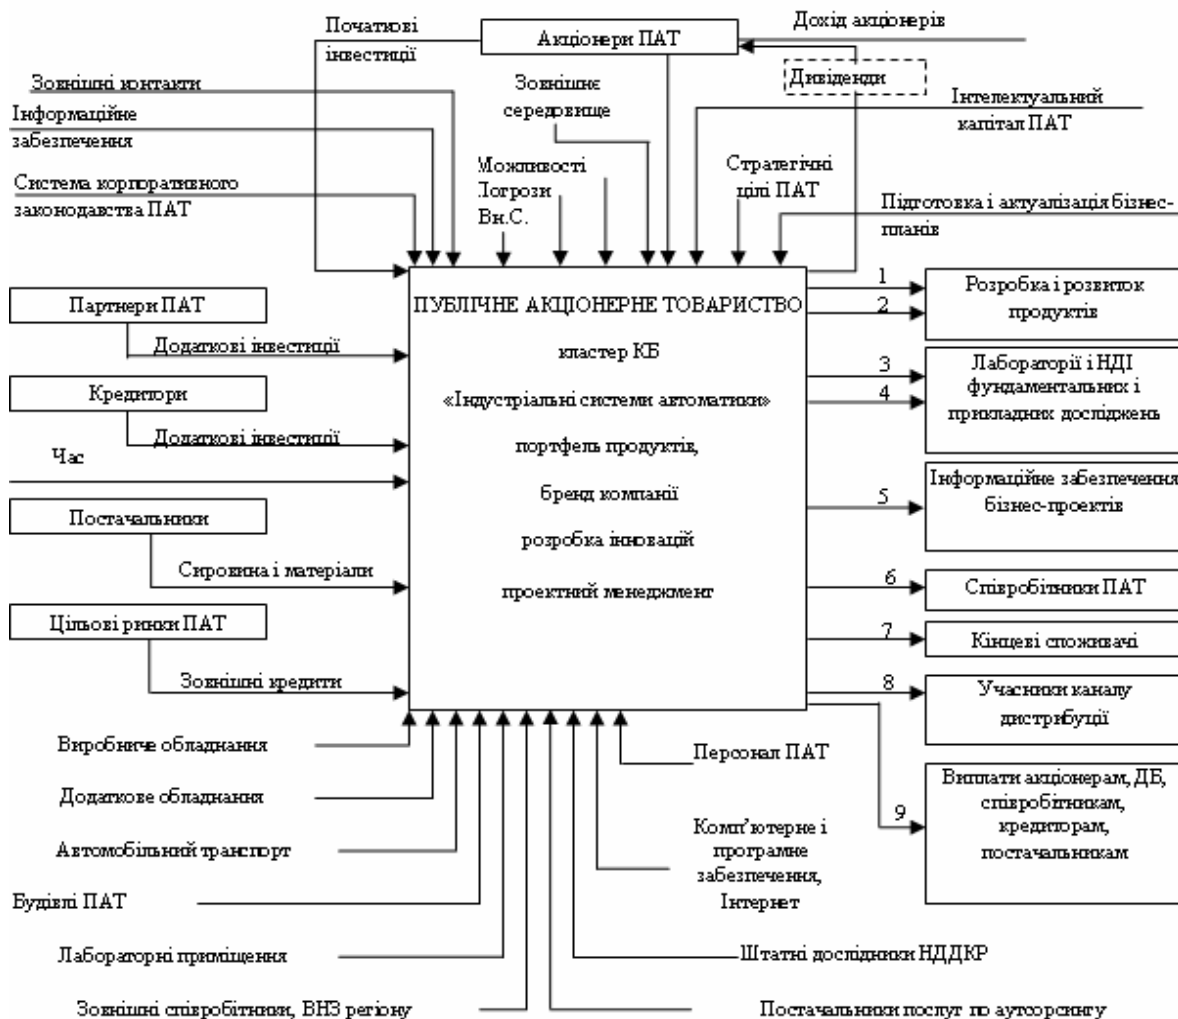 Початкові
інвестиції
Акціонери ПАТ
Дохід акціонерів
Дивіденди
Зовнішні контакти
Зовнішнє
середовище
Інтелектуальний
капітал ПАТ
Інформаційне
забезпечення
Можливості
Погрози
Вн.С.
Стратегічні
цілі ПАТ
Система корпоративного
законодавства ПАТ
Підготовка і актуалізація бізнес-
планів
Партнери ПАТ
Додаткові інвестиції
Кредитори
Додаткові інвестиції
Час
Постачальники
Сировина і матеріали
Цільові ринки ПАТ
Зовнішні кредити
ПУБЛІЧНЕ АКЦІОНЕРНЕ ТОВАРИСТВО
кластер КБ
«Індустріальні системи автоматики»
портфель продуктів,
бренд компанії
розробка інновацій
проектний менеджмент
1
2
Розробка і розвиток
продуктів
3
4
Лабораторії і НДІ
фундаментальних і
прикладних досліджень
5
Інформаційне забезпечення
бізнес-проектів
6
Співробітники ПАТ
7
Кінцеві споживачі
8
Учасники каналу
дистрибуції
9
Виплати акціонерам, ДБ,
співробітникам,
кредиторам,
постачальникам
Виробниче обладнання
Додаткове обладнання
Автомобільний транспорт
Будівлі ПАТ
Лабораторні приміщення
Зовнішні співробітники, ВНЗ регіону
Персонал ПАТ
Комп'ютерне і
програмне
забезпечення,
Інтернет
Штатні дослідники НДДКР
Постачальники послуг по аутсорсингу